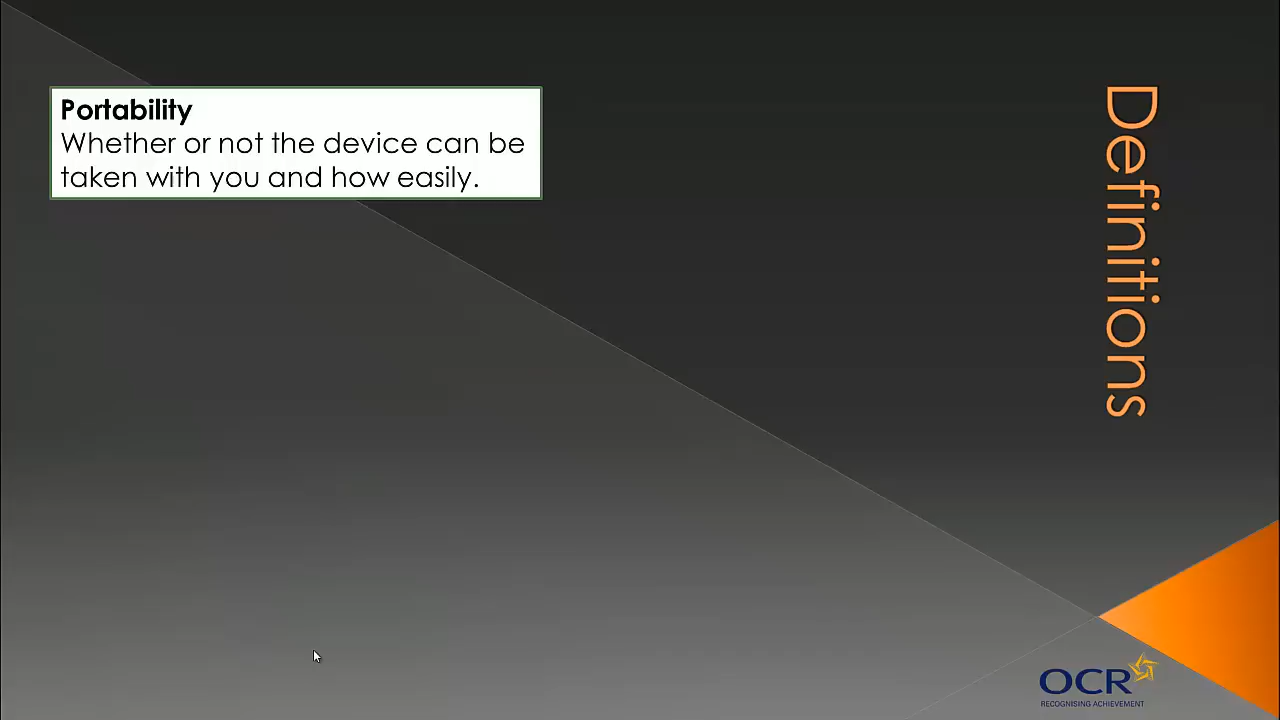 Portability
Whether or not the device can be
taken with you and how easily.
Definitions
OCR
RECOGNISING ACHIEVEMENT